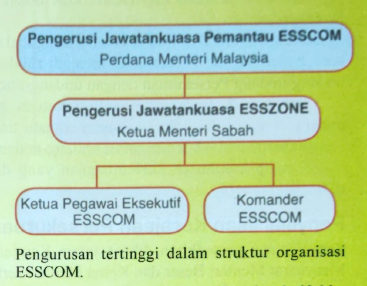 Pengerusi Jawatankuasa Pemantau ESSCOM
Perdana Menteri Malaysia
Pengerusi Jawatankuasa ESSZONE
Ketua Menteri Sabah
Ketua Pegawai Eksekutif
ESSCOM
Komander
ESSCOM
Pengurusan tertinggi dalam struktur organisasi
ESSCOM.